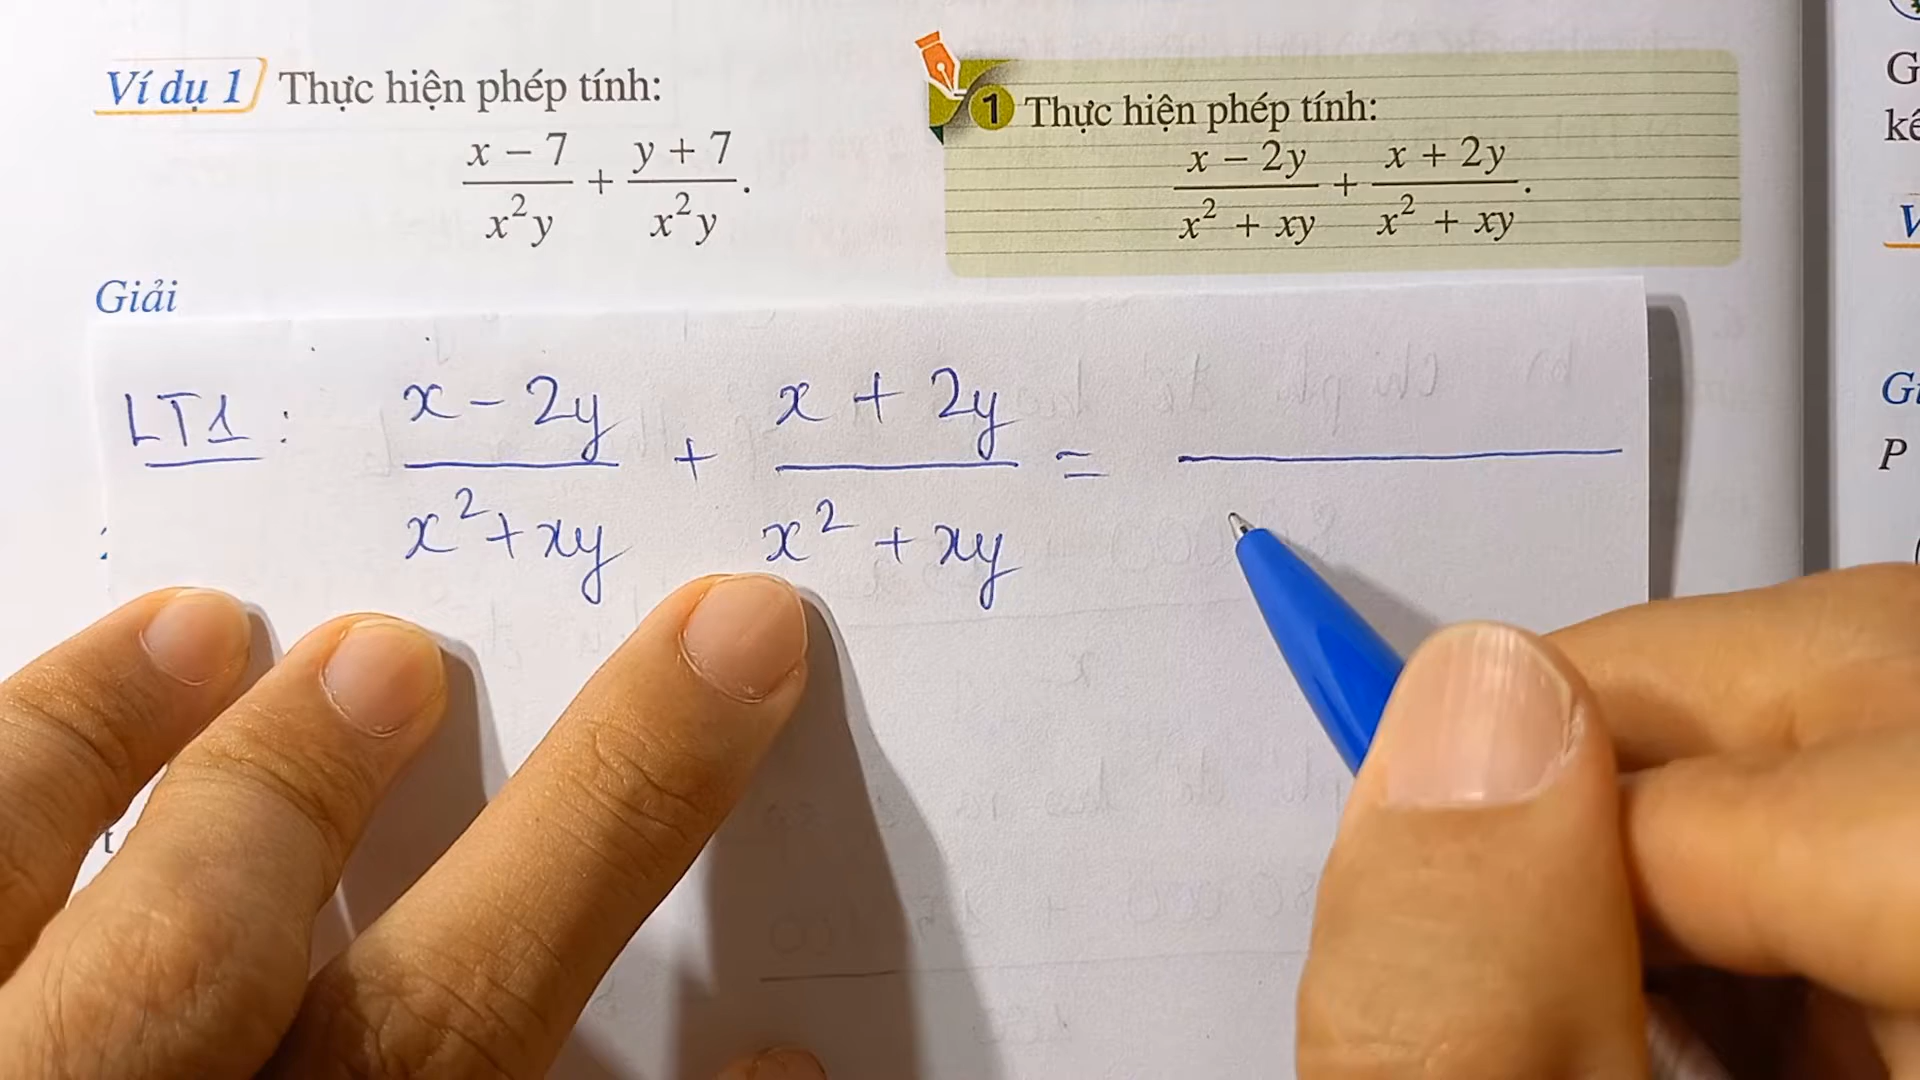 Ví dụ 1 Thực hiện phép tính:
x − 7 / x²y + y + 7 / x²y .
1 Thực hiện phép tính:
x − 2y / x² + xy + x + 2y / x² + xy .
Giải
LT1 : x − 2y / x² + xy + x + 2y / x² + xy =
G
kê
V
P